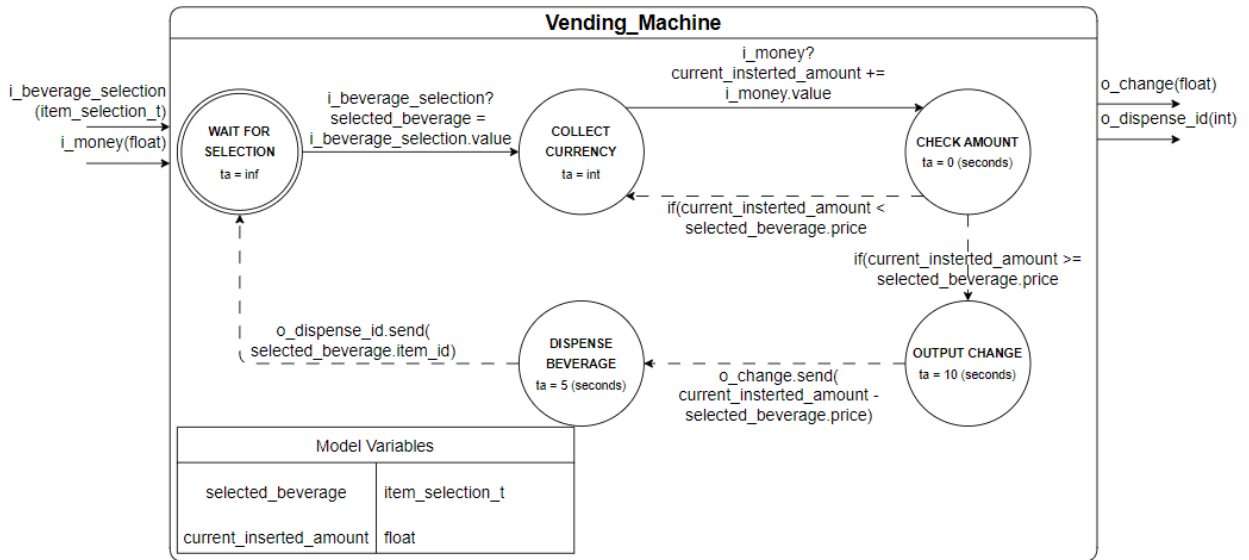 Vending_Machine
i_beverage_selection
(item_selection_t)
i_money(float)
WAIT FOR
SELECTION
ta = inf
i_beverage_selection?
selected_beverage =
i_beverage_selection.value
COLLECT
CURRENCY
ta = int
i_money?
current_insterted_amount +=
i_money.value
CHECK AMOUNT
ta = 0 (seconds)
o_change(float)
o_dispense_id(int)
if(current_insterted_amount <
selected_beverage.price
if(current_insterted_amount >=
selected_beverage.price
o_dispense_id.send(
selected_beverage.item_id)
DISPENSE
BEVERAGE
ta = 5 (seconds)
o_change.send(
current_insterted_amount -
selected_beverage.price)
OUTPUT CHANGE
ta = 10 (seconds)
Model Variables
selected_beverage item_selection_t
current_inserted_amount float